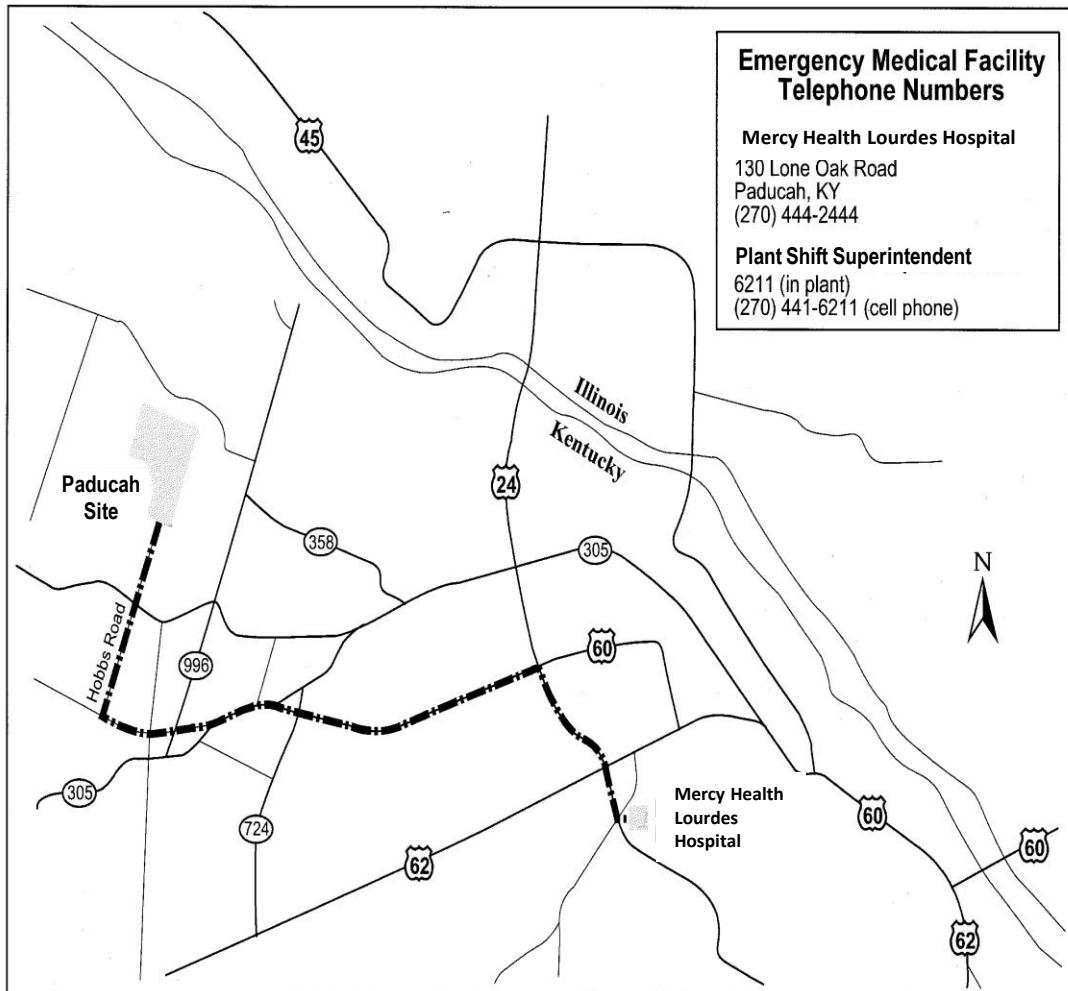 Emergency Medical Facility
Telephone Numbers
Mercy Health Lourdes Hospital
130 Lone Oak Road
Paducah, KY
(270) 444-2444
Plant Shift Superintendent
6211 (in plant)
(270) 441-6211 (cell phone)
45
Illinois
Kentucky
24
Paducah
Site
358
305
N
Hobbs Road
996
60
305
724
62
Mercy Health
Lourdes
Hospital
60
60
62